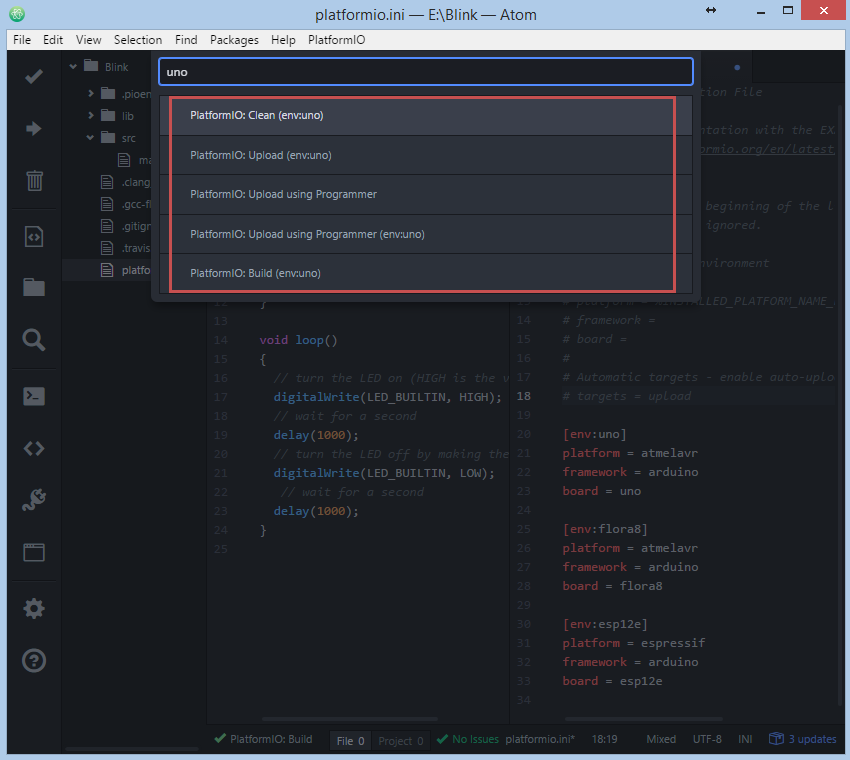 platformio.ini — E:\Blink — Atom
File Edit View Selection Find Packages Help PlatformIO
Blink
.pioen
lib
src
ma
.clang
.gcc-f
.gitign
.travis
platfo
uno
PlatformIO: Clean (env:uno)
PlatformIO: Upload (env:uno)
PlatformIO: Upload using Programmer
PlatformIO: Upload using Programmer (env:uno)
PlatformIO: Build (env:uno)
12 }
13
14 void loop()
15 {
16 // turn the LED on (HIGH is the v
17 digitalWrite(LED_BUILTIN, HIGH);
18 // wait for a second
19 delay(1000);
20 // turn the LED off by making the
21 digitalWrite(LED_BUILTIN, LOW);
22 // wait for a second
23 delay(1000);
24 }
25
tion File
ntation with the EX
ormio.org/en/latest
beginning of the l
ignored.
nvironment
13 # platform = %INSTALLED_PLATFORM_NAME_
14 # framework =
15 # board =
16 #
17 # Automatic targets - enable auto-uplo
18 # targets = upload
19
20 [env:uno]
21 platform = atmelavr
22 framework = arduino
23 board = uno
24
25 [env:flora8]
26 platform = atmelavr
27 framework = arduino
28 board = flora8
29
30 [env:esp12e]
31 platform = espressif
32 framework = arduino
33 board = esp12e
34
PlatformIO: Build File 0 Project 0 No Issues platformio.ini* 18:19 Mixed UTF-8 INI 3 updates